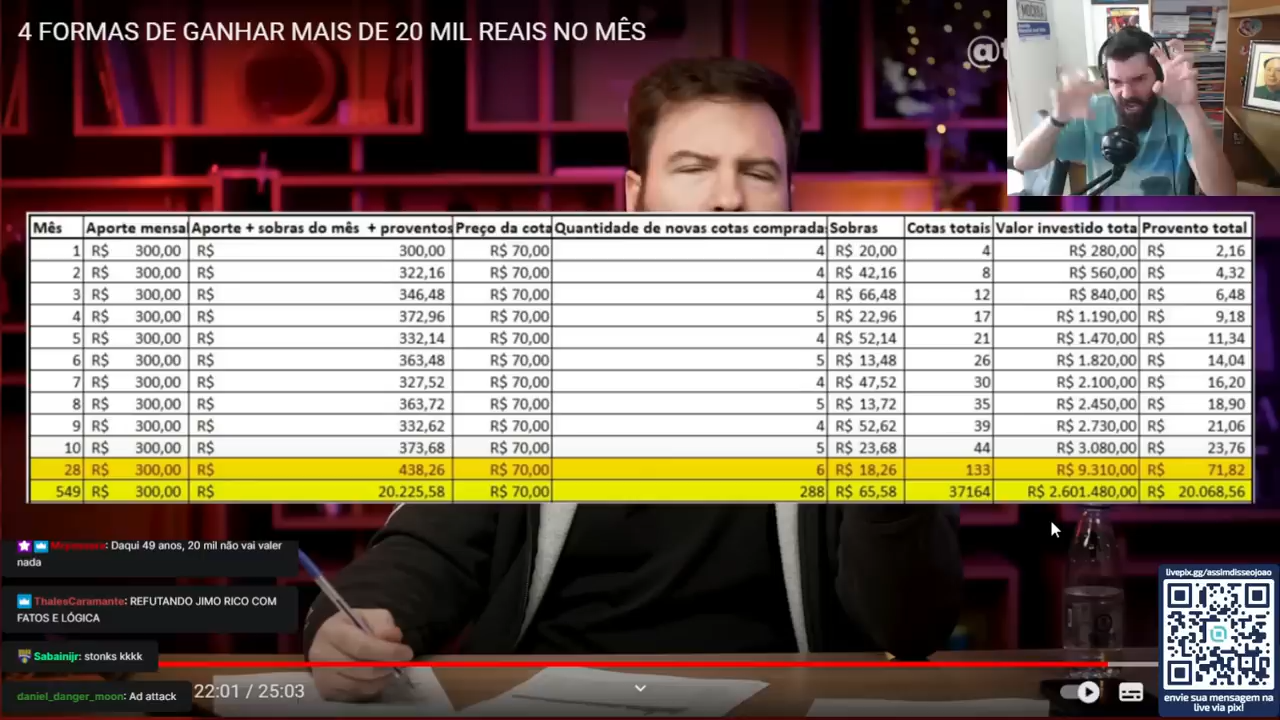 4 FORMAS DE GANHAR MAIS DE 20 MIL REAIS NO MÊS
@t
Mês Aporte mensa Aporte + sobras do mês + proventos Preço da cota Quantidade de novas cotas comprada Sobras Cotas totais Valor investido tota Provento total
1 R$ 300,00 R$ 300,00 R$ 70,00 4 R$ 20,00 4 R$ 280,00 R$ 2,16
2 R$ 300,00 R$ 322,16 R$ 70,00 4 R$ 42,16 8 R$ 560,00 R$ 4,32
3 R$ 300,00 R$ 346,48 R$ 70,00 4 R$ 66,48 12 R$ 840,00 R$ 6,48
4 R$ 300,00 R$ 372,96 R$ 70,00 5 R$ 22,96 17 R$ 1.190,00 R$ 9,18
5 R$ 300,00 R$ 332,14 R$ 70,00 4 R$ 52,14 21 R$ 1.470,00 R$ 11,34
6 R$ 300,00 R$ 363,48 R$ 70,00 5 R$ 13,48 26 R$ 1.820,00 R$ 14,04
7 R$ 300,00 R$ 327,52 R$ 70,00 4 R$ 47,52 30 R$ 2.100,00 R$ 16,20
8 R$ 300,00 R$ 363,72 R$ 70,00 5 R$ 13,72 35 R$ 2.450,00 R$ 18,90
9 R$ 300,00 R$ 332,62 R$ 70,00 4 R$ 52,62 39 R$ 2.730,00 R$ 21,06
10 R$ 300,00 R$ 373,68 R$ 70,00 5 R$ 23,68 44 R$ 3.080,00 R$ 23,76
28 R$ 300,00 R$ 438,26 R$ 70,00 6 R$ 18,26 133 R$ 9.310,00 R$ 71,82
549 R$ 300,00 R$ 20.225,58 R$ 70,00 288 R$ 65,58 37164 R$ 2.601.480,00 R$ 20.068,56
: Daqui 49 anos, 20 mil não vai valer
nada
ThalesCaramante: REFUTANDO JIMO RICO COM
FATOS E LÓGICA
Sabainijr: stonks kkkk
daniel_danger_moon: Ad attack
22:01 / 25:03
livepix.gg/assimdisseojoao
envie sua mensagem na
live via pix!